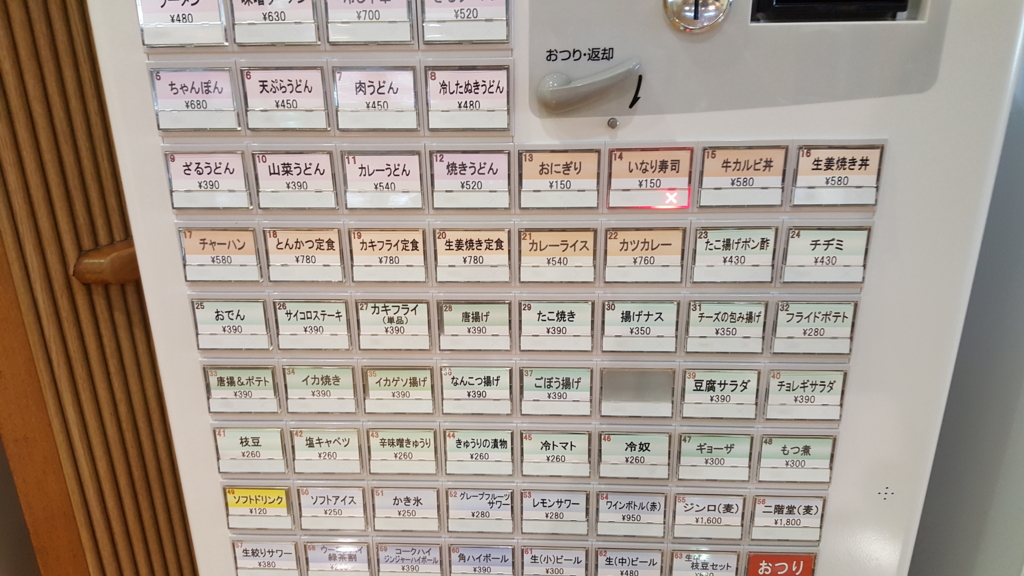 ラーメン
¥480
味噌ラーメン
¥630
¥700
¥520
おつり・返却
5
ちゃんぽん
¥680
6
天ぷらうどん
¥450
7
肉うどん
¥450
8
冷したぬきうどん
¥480
9
ざるうどん
¥390
10
山菜うどん
¥390
11
カレーうどん
¥540
12
焼きうどん
¥520
13
おにぎり
¥150
14
いなり寿司
¥150
×
15
牛カルビ丼
¥580
16
生姜焼き丼
¥580
17
チャーハン
¥580
18
とんかつ定食
¥780
19
カキフライ定食
¥780
20
生姜焼き定食
¥780
21
カレーライス
¥540
22
カツカレー
¥760
23
たこ揚げポン酢
¥430
24
チヂミ
¥430
25
おでん
¥390
26
サイコロステーキ
¥390
27
カキフライ
(単品)
¥390
28
唐揚げ
¥390
29
たこ焼き
¥390
30
揚げナス
¥350
31
チーズの包み揚げ
¥350
32
フライドポテト
¥280
33
唐揚&ポテト
¥390
34
イカ焼き
¥390
35
イカゲソ揚げ
¥390
36
なんこつ揚げ
¥390
37
ごぼう揚げ
¥390
39
豆腐サラダ
¥390
40
チョレギサラダ
¥390
41
枝豆
¥260
42
塩キャベツ
¥260
43
辛味噌きゅうり
¥260
44
きゅうりの漬物
¥260
45
冷トマト
¥260
46
冷奴
¥260
47
ギョーザ
¥300
48
もつ煮
¥300
49
ソフトドリンク
¥120
50
ソフトアイス
¥250
51
かき氷
¥250
52
グレープフルーツ
サワー
¥280
53
レモンサワー
¥280
54
ワインボトル(赤)
¥950
55
ジンロ(麦)
¥1,600
56
二階堂(麦)
¥1,800
57
生絞りサワー
¥380
58
緑茶割
59
コークハイ
ジンジャーハイボール
¥390
60
角ハイボール
¥390
61
生(小)ビール
¥300
62
生(中)ビール
¥480
63
枝豆セット
おつり